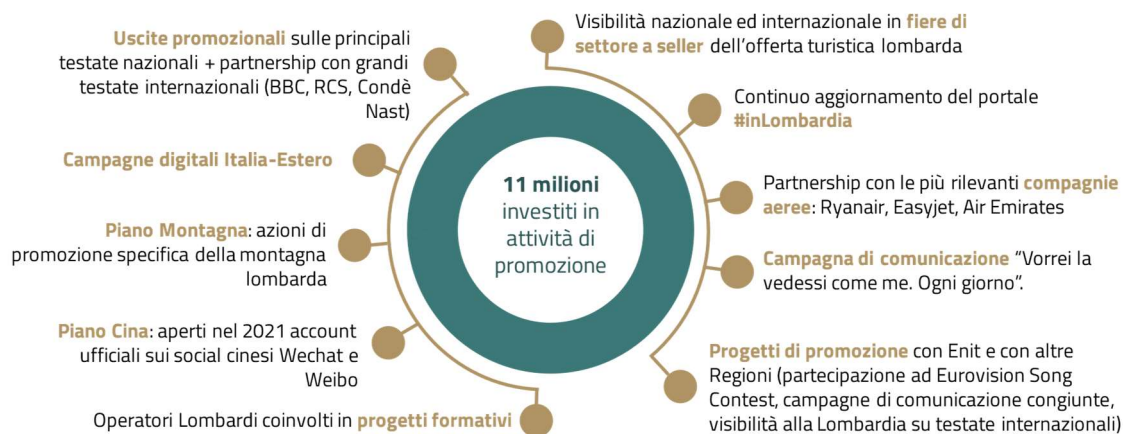 Uscite promozionali sulle principali
testate nazionali + partnership con grandi
testate internazionali (BBC, RCS, Condè
Nast)
Campagne digitali Italia-Estero
Piano Montagna: azioni di
promozione specifica della montagna
lombarda
Piano Cina: aperti nel 2021 account
ufficiali sui social cinesi Wechat e
Weibo
Operatori Lombardi coinvolti in progetti formativi
11 milioni
investiti in
attività di
promozione
Visibilità nazionale ed internazionale in fiere di
settore a seller dell'offerta turistica lombarda
Continuo aggiornamento del portale
#inLombardia
Partnership con le più rilevanti compagnie
aeree: Ryanair, Easyjet, Air Emirates
Campagna di comunicazione “Vorrei la
vedessi come me. Ogni giorno”.
Progetti di promozione con Enit e con altre
Regioni (partecipazione ad Eurovision Song
Contest, campagne di comunicazione congiunte,
visibilità alla Lombardia su testate internazionali)